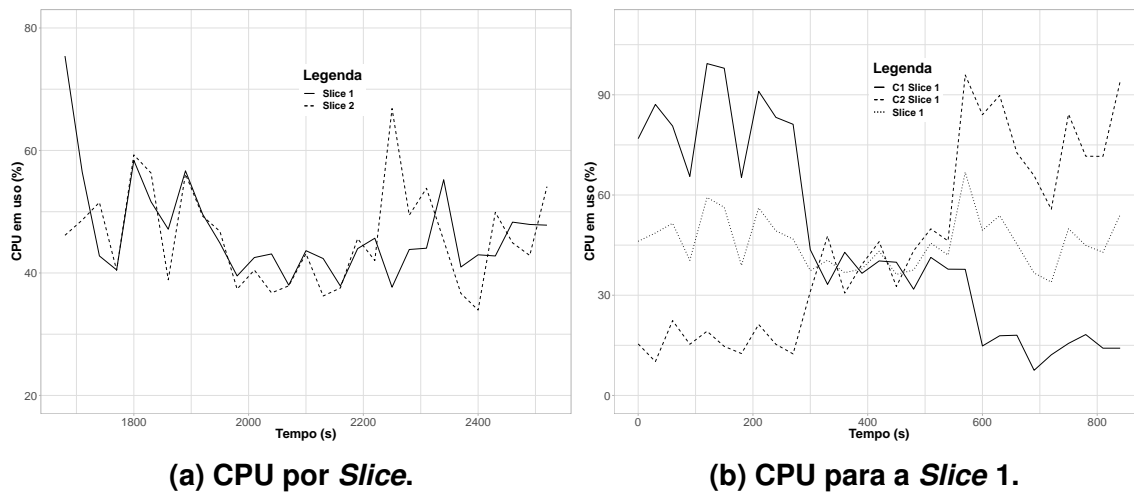 80
60
40
20
CPU em uso (%)
Legenda
Slice 1
Slice 2
1800 2000 2200 2400
Tempo (s)
(a) CPU por Slice.
90
60
30
0
CPU em uso (%)
Legenda
C1 Slice 1
C2 Slice 1
Slice 1
0 200 400 600 800
Tempo (s)
(b) CPU para a Slice 1.